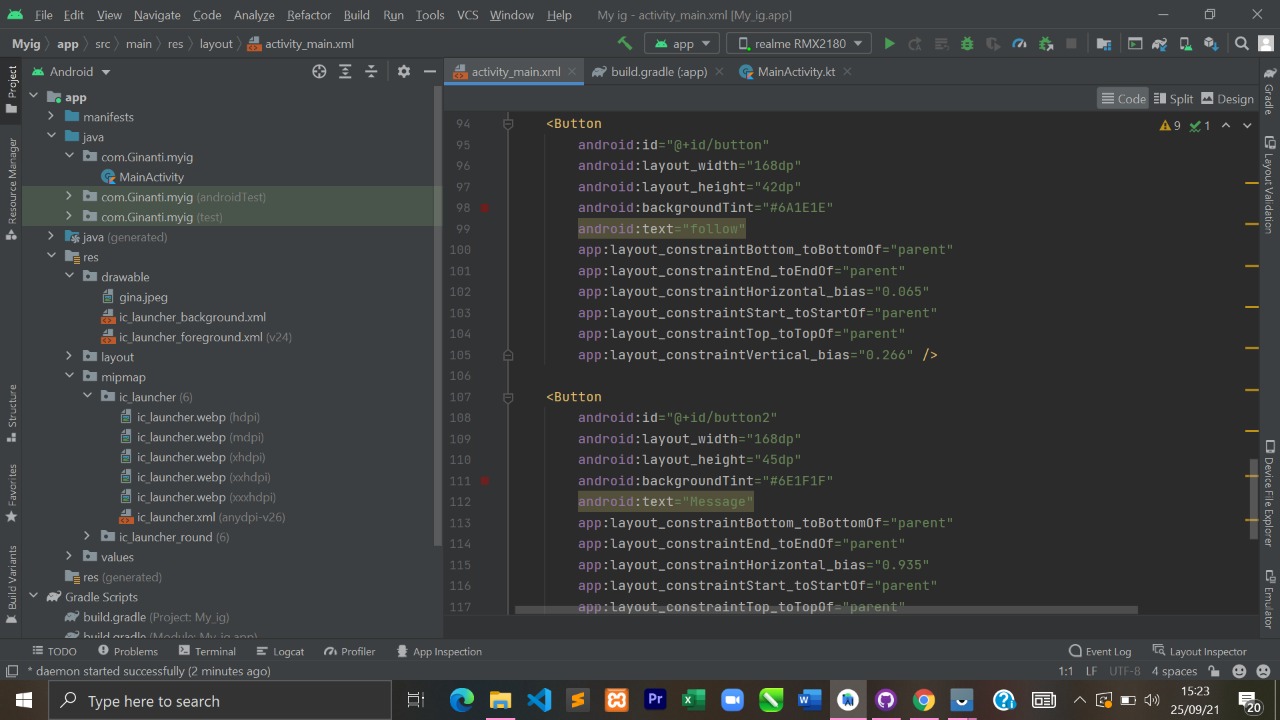 File Edit View Navigate Code Analyze Refactor Build Run Tools VCS Window Help My ig - activity_main.xml [My_ig.app]
Myig app src main res layout activity_main.xml app realme RMX2180
Project
Resource Manager
Structure
Favorites
Build Variants
Android
app
manifests
java
com.Ginanti.myig
MainActivity
com.Ginanti.myig (androidTest)
com.Ginanti.myig (test)
java (generated)
res
drawable
gina.jpeg
ic_launcher_background.xml
ic_launcher_foreground.xml (v24)
layout
mipmap
ic_launcher (6)
ic_launcher.webp (hdpi)
ic_launcher.webp (mdpi)
ic_launcher.webp (xhdpi)
ic_launcher.webp (xxhdpi)
ic_launcher.webp (xxxhdpi)
ic_launcher.xml (anydpi-v26)
ic_launcher_round (6)
values
res (generated)
Gradle Scripts
build.gradle (Project: My_ig)
build.gradle (Module: My_ig.app)
activity_main.xml build.gradle (:app) MainActivity.kt
Code Split Design
9 1
94 <Button
95 android:id="@+id/button"
96 android:layout_width="168dp"
97 android:layout_height="42dp"
98 android:backgroundTint="#6A1E1E"
99 android:text="follow"
100 app:layout_constraintBottom_toBottomOf="parent"
101 app:layout_constraintEnd_toEndOf="parent"
102 app:layout_constraintHorizontal_bias="0.065"
103 app:layout_constraintStart_toStartOf="parent"
104 app:layout_constraintTop_toTopOf="parent"
105 app:layout_constraintVertical_bias="0.266" />
106
107 <Button
108 android:id="@+id/button2"
109 android:layout_width="168dp"
110 android:layout_height="45dp"
111 android:backgroundTint="#6E1F1F"
112 android:text="Message"
113 app:layout_constraintBottom_toBottomOf="parent"
114 app:layout_constraintEnd_toEndOf="parent"
115 app:layout_constraintHorizontal_bias="0.935"
116 app:layout_constraintStart_toStartOf="parent"
117 app:layout_constraintTop_toTopOf="parent"
Gradle
Layout Validation
Device File Explorer
Emulator
TODO Problems Terminal Logcat Profiler App Inspection Event Log Layout Inspector
* daemon started successfully (2 minutes ago) 1:1 LF UTF-8 4 spaces
Type here to search
Pr
15:23
25/09/21
20